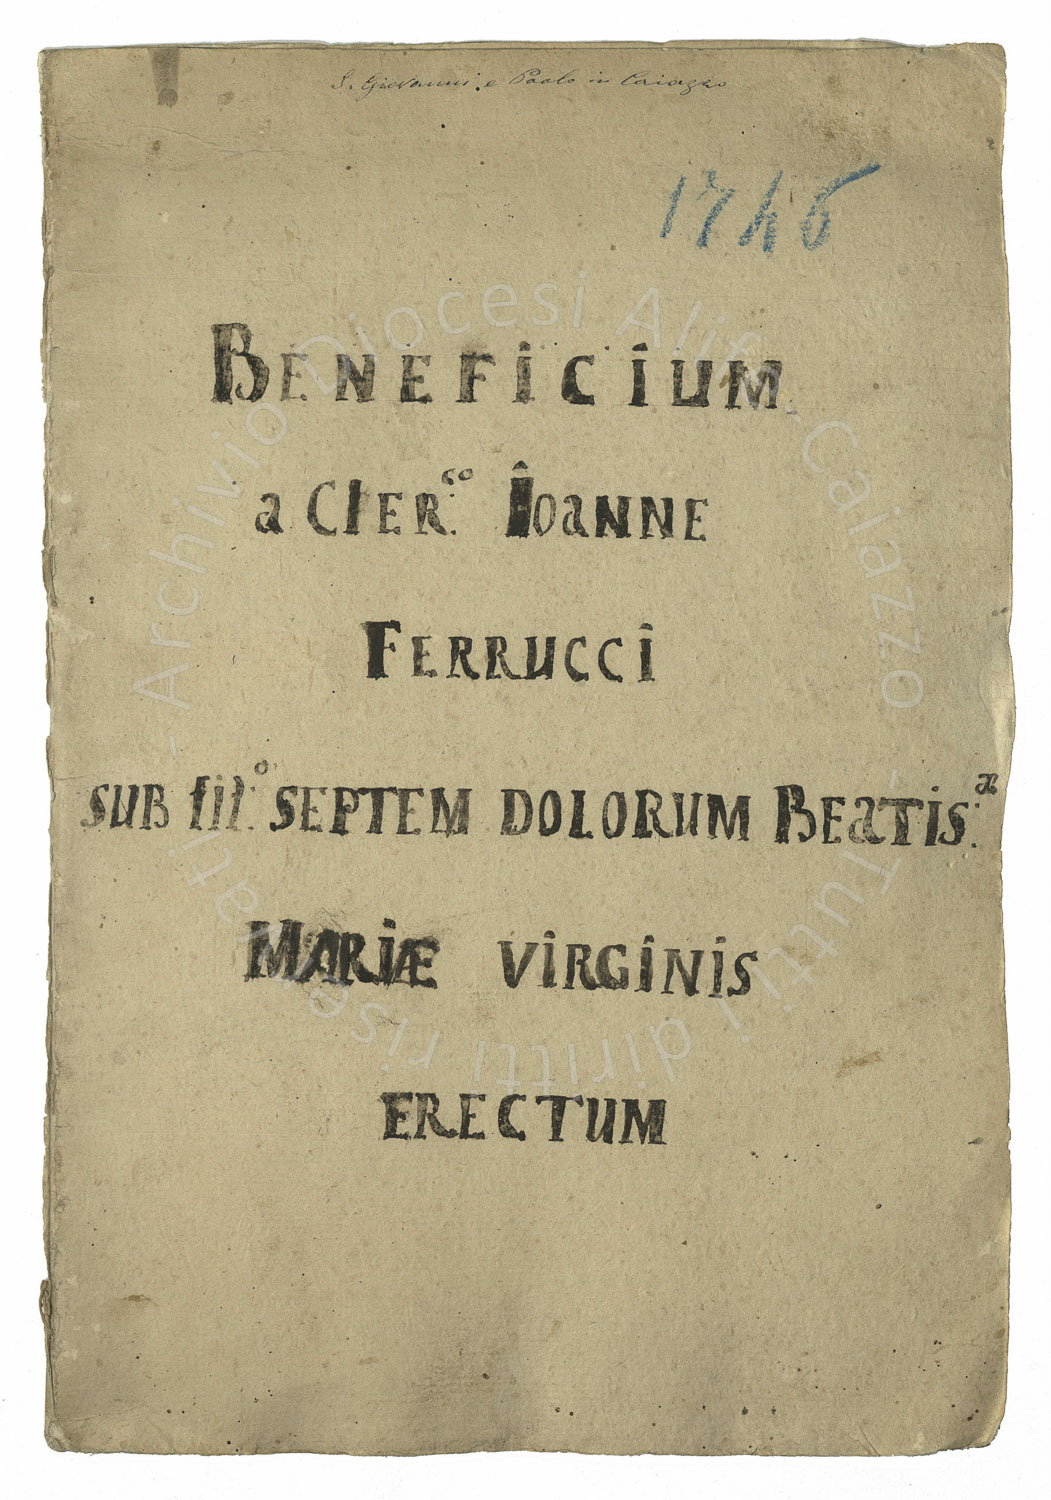 S. Giovanni e Paolo in Caiazzo
1746
BENEFICIUM
a CLER.co IOANNE
FERRUCCI
SUB tit.o SEPTEM DOLORUM BEATIS.æ
MARIÆ VIRGINIS
ERECTUM
Archivio Diocesi Alife-Caiazzo - Tutti i diritti riservati -